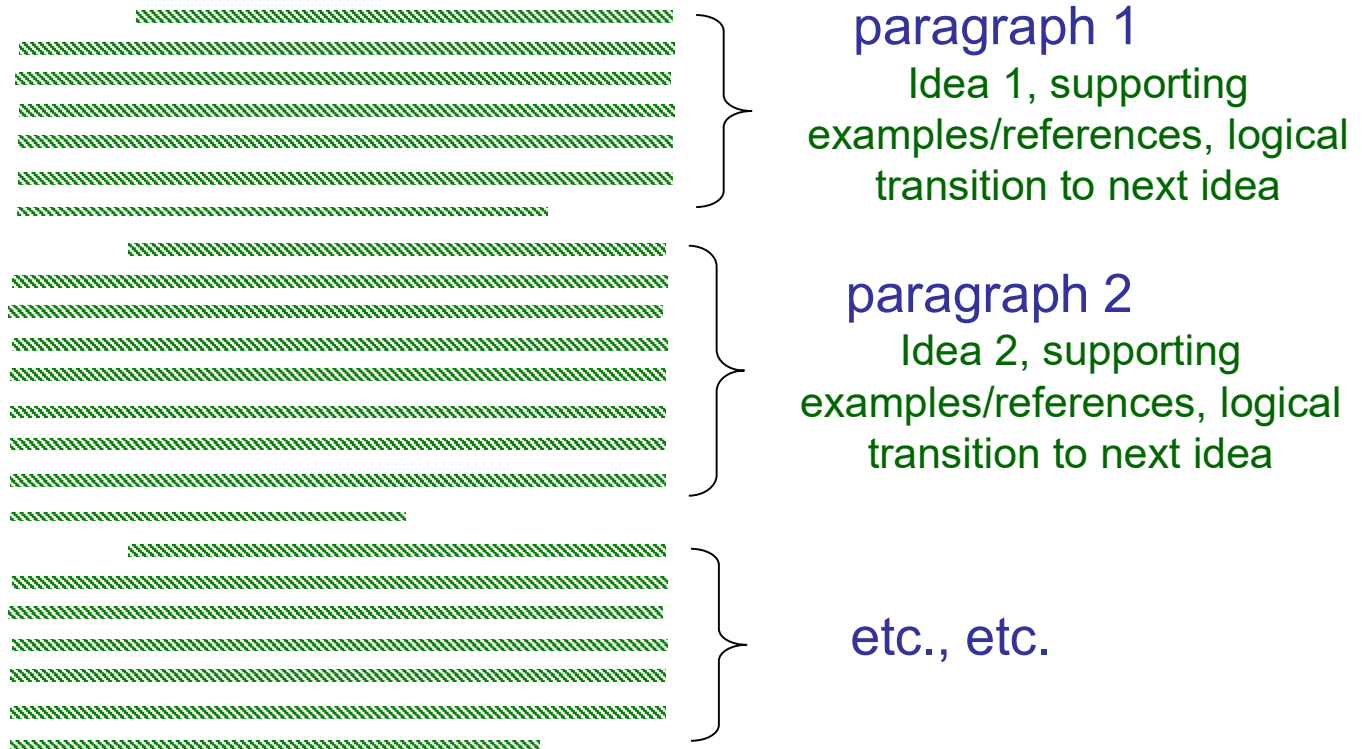 paragraph 1
Idea 1, supporting
examples/references, logical
transition to next idea
paragraph 2
Idea 2, supporting
examples/references, logical
transition to next idea
etc., etc.